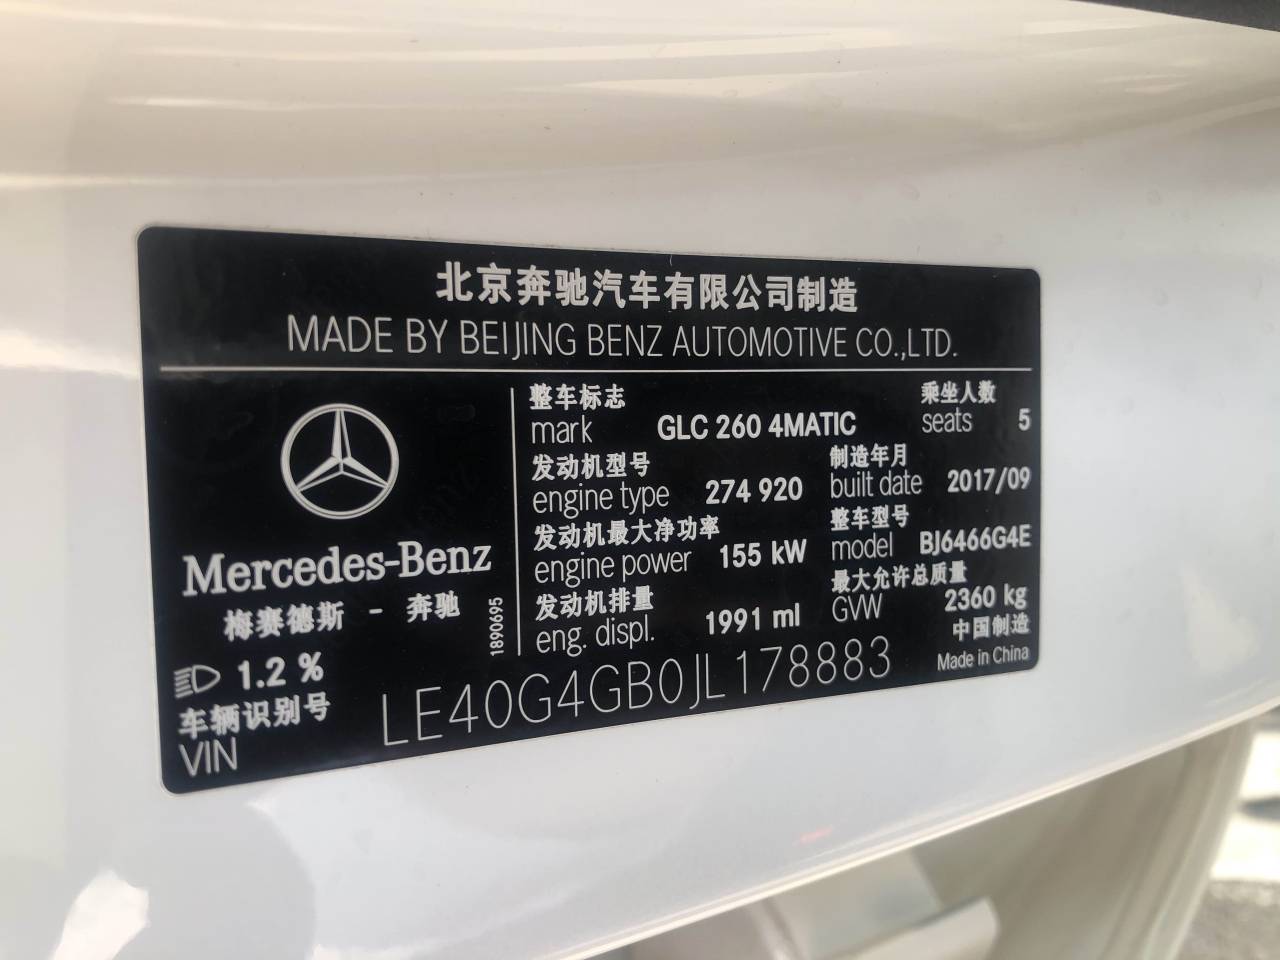 北京奔驰汽车有限公司制造
MADE BY BEIJING BENZ AUTOMOTIVE CO.,LTD.
Mercedes-Benz
梅赛德斯 - 奔驰
1890695
1.2 %
整车标志
mark GLC 260 4MATIC
乘坐人数
seats 5
发动机型号
engine type 274 920
制造年月
built date 2017/09
发动机最大净功率
engine power 155 kW
整车型号
model BJ6466G4E
发动机排量
eng. displ. 1991 ml
最大允许总质量
GVW 2360 kg
中国制造
Made in China
车辆识别号
VIN LE40G4GB0JL178883